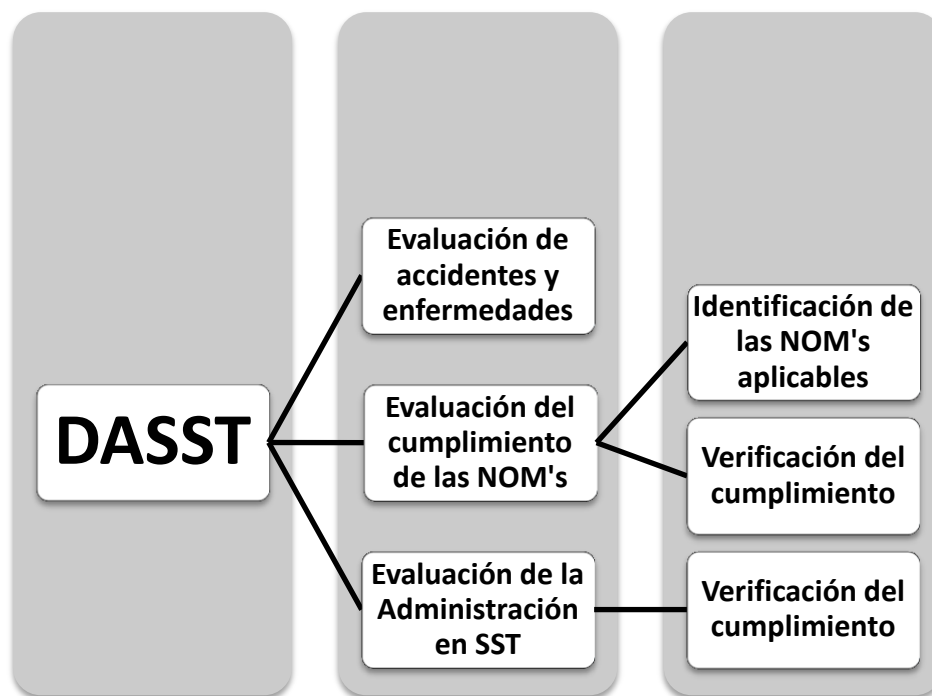 DASST
Evaluación de
accidentes y
enfermedades
Evaluación del
cumplimiento
de las NOM's
Evaluación de la
Administración
en SST
Identificación de
las NOM's
aplicables
Verificación del
cumplimiento
Verificación del
cumplimiento